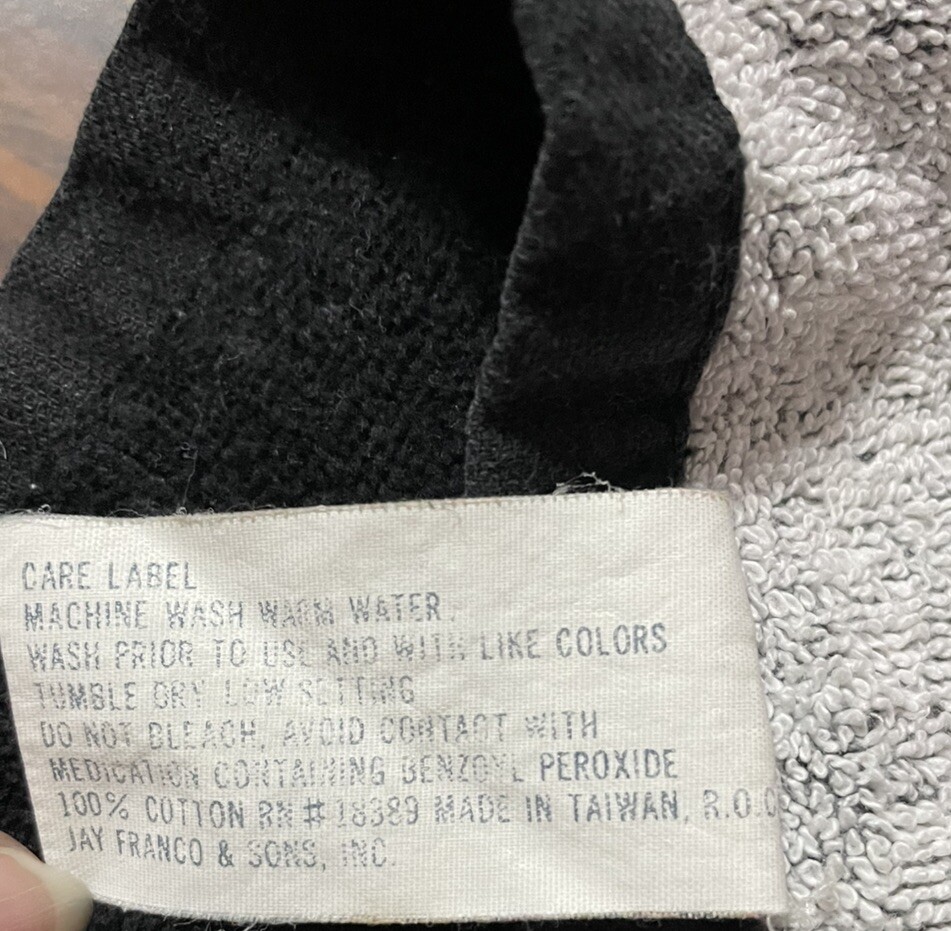 CARE LABEL
MACHINE WASH WARM WATER.
WASH PRIOR TO USE AND WITH LIKE COLORS
TUMBLE DRY LOW SETTING
DO NOT BLEACH, AVOID CONTACT WITH
MEDICATION CONTAINING BENZOYL PEROXIDE
100% COTTON RN # 18389 MADE IN TAIWAN, R.O.C
JAY FRANCO & SONS, INC.